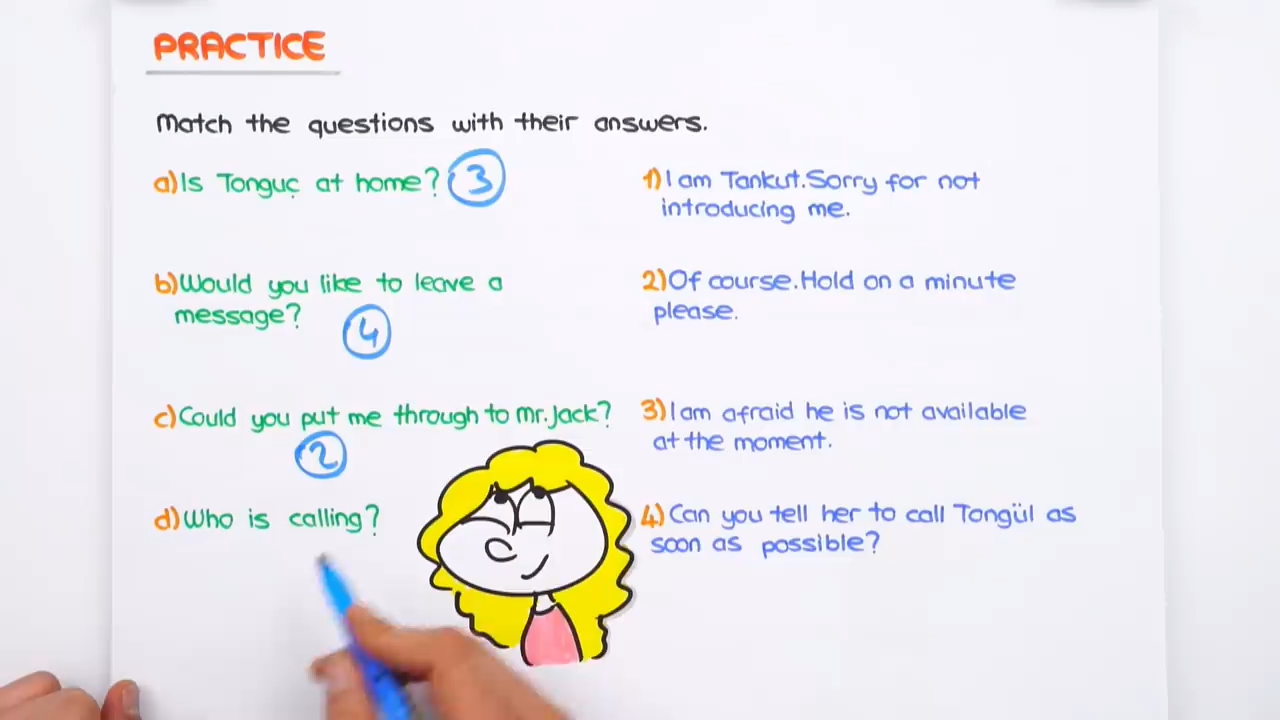 PRACTICE
Match the questions with their answers.
a) Is Tonguç at home? 3
b) Would you like to leave a
message? 4
c) Could you put me through to mr. Jack?
2
d) Who is calling?
1) I am Tankut. Sorry for not
introducing me.
2) Of course. Hold on a minute
please.
3) I am afraid he is not available
at the moment.
4) Can you tell her to call Tongül as
soon as possible?